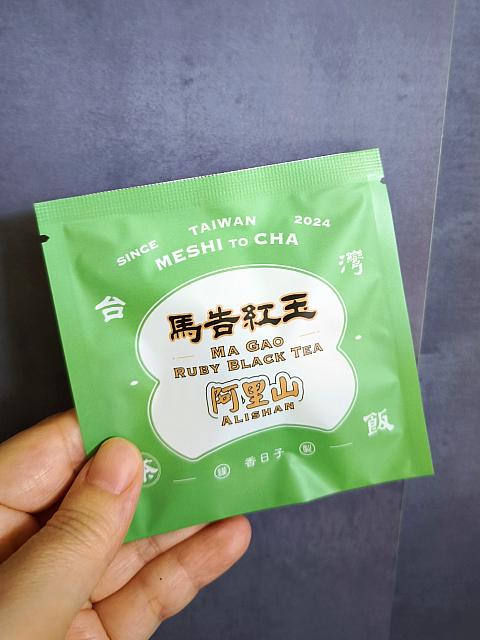 SINCE TAIWAN 2024
MESHI TO CHA
台 灣
馬告紅玉
MA GAO
RUBY BLACK TEA
阿里山
ALISHAN
茶 飯
香日子 製